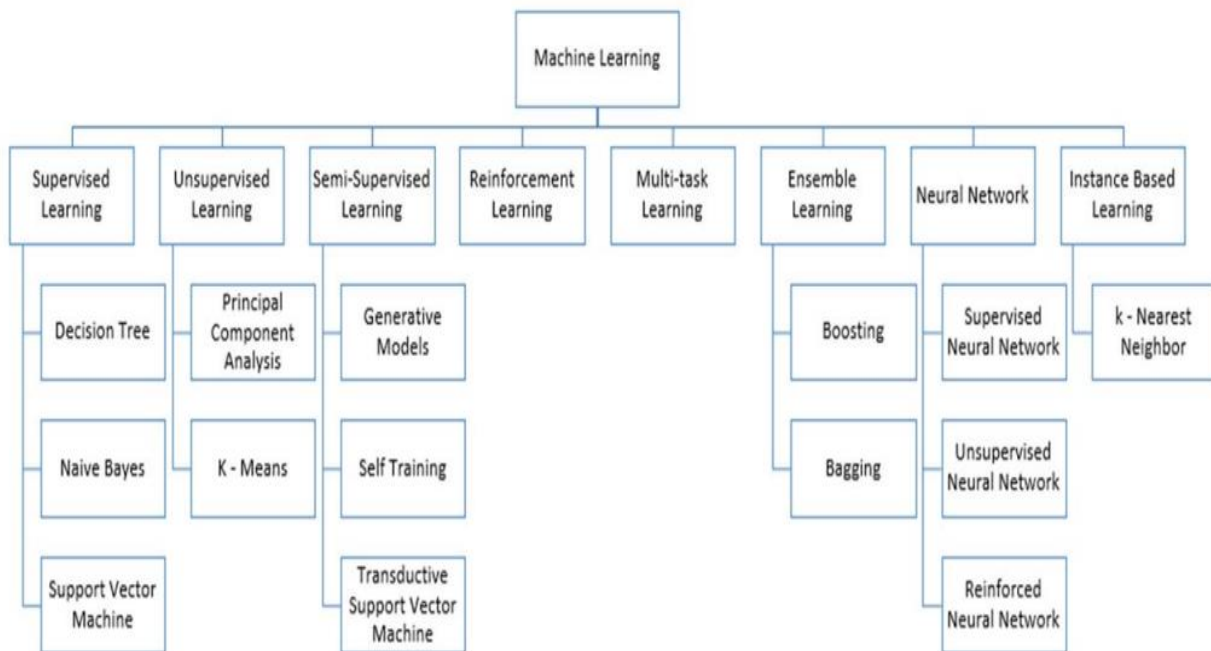 Machine Learning
Supervised
Learning
Unsupervised
Learning
Semi-Supervised
Learning
Reinforcement
Learning
Multi-task
Learning
Ensemble
Learning
Neural Network
Instance Based
Learning
Decision Tree
Principal
Component
Analysis
Generative
Models
Boosting
Supervised
Neural Network
k - Nearest
Neighbor
Naive Bayes
K - Means
Self Training
Bagging
Unsupervised
Neural Network
Support Vector
Machine
Transductive
Support Vector
Machine
Reinforced
Neural Network